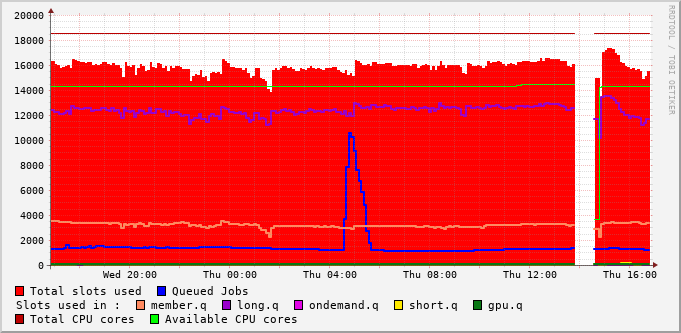 20000
18000
16000
14000
12000
10000
8000
6000
4000
2000
0
Wed 20:00 Thu 00:00 Thu 04:00 Thu 08:00 Thu 12:00 Thu 16:00
RRDTOOL / TOBI OETIKER
Total slots used Queued Jobs
Slots used in : member.q long.q ondemand.q short.q gpu.q
Total CPU cores Available CPU cores